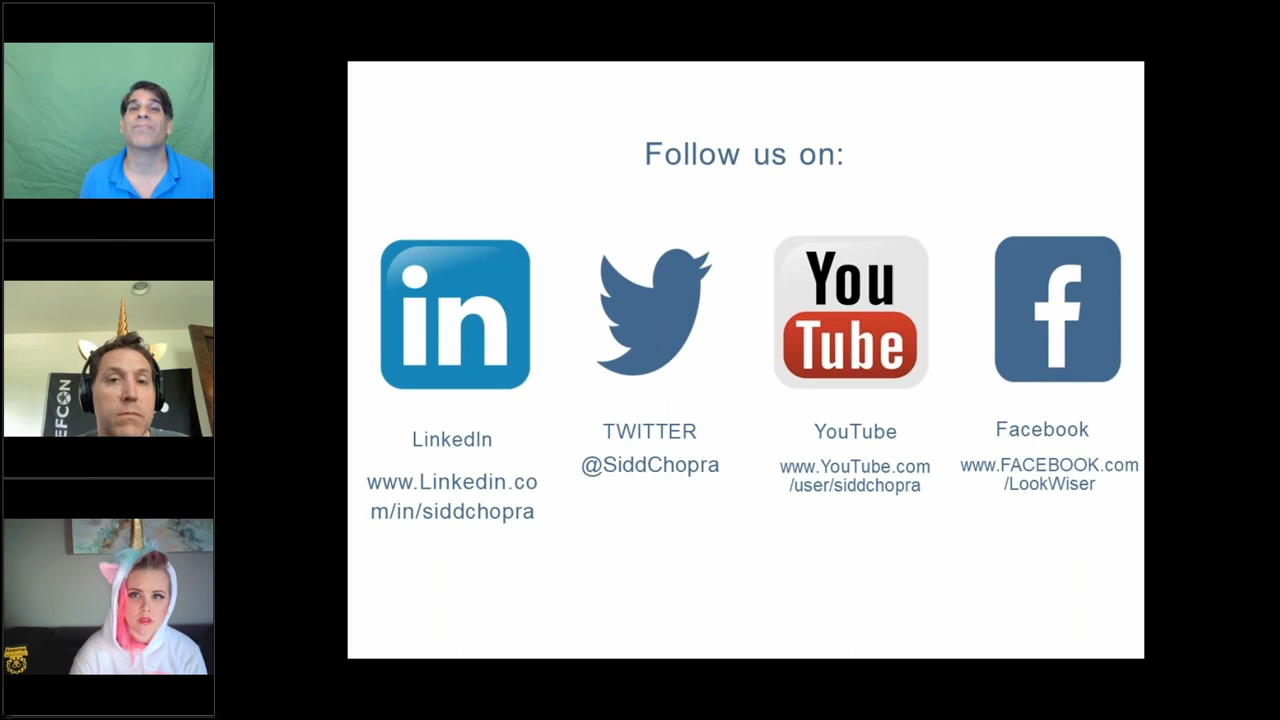 Follow us on:
in
You
Tube
f
LinkedIn
www.Linkedin.co
m/in/siddchopra
TWITTER
@SiddChopra
YouTube
www.YouTube.com
/user/siddchopra
Facebook
www.FACEBOOK.com
/LookWiser
EFCON